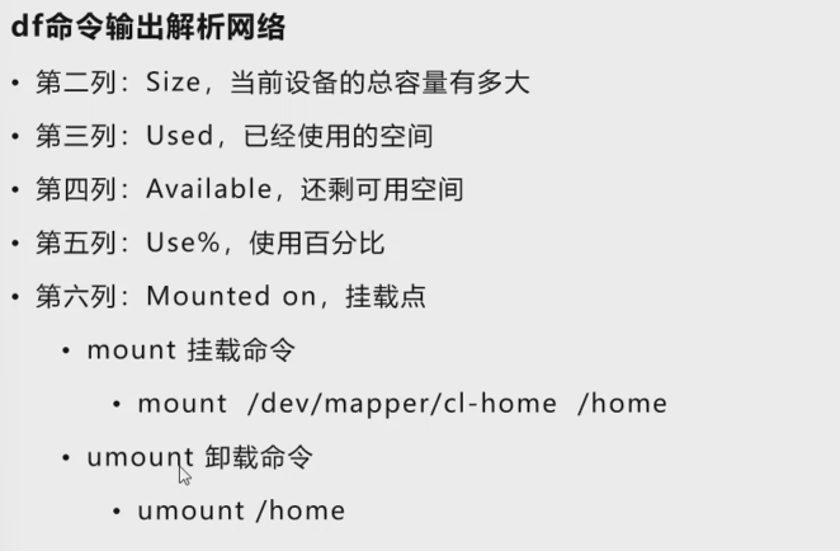 df命令输出解析网络
• 第二列：Size，当前设备的总容量有多大
• 第三列：Used，已经使用的空间
• 第四列：Available，还剩可用空间
• 第五列：Use%，使用百分比
• 第六列：Mounted on，挂载点
• mount 挂载命令
• mount /dev/mapper/cl-home /home
• umount 卸载命令
• umount /home